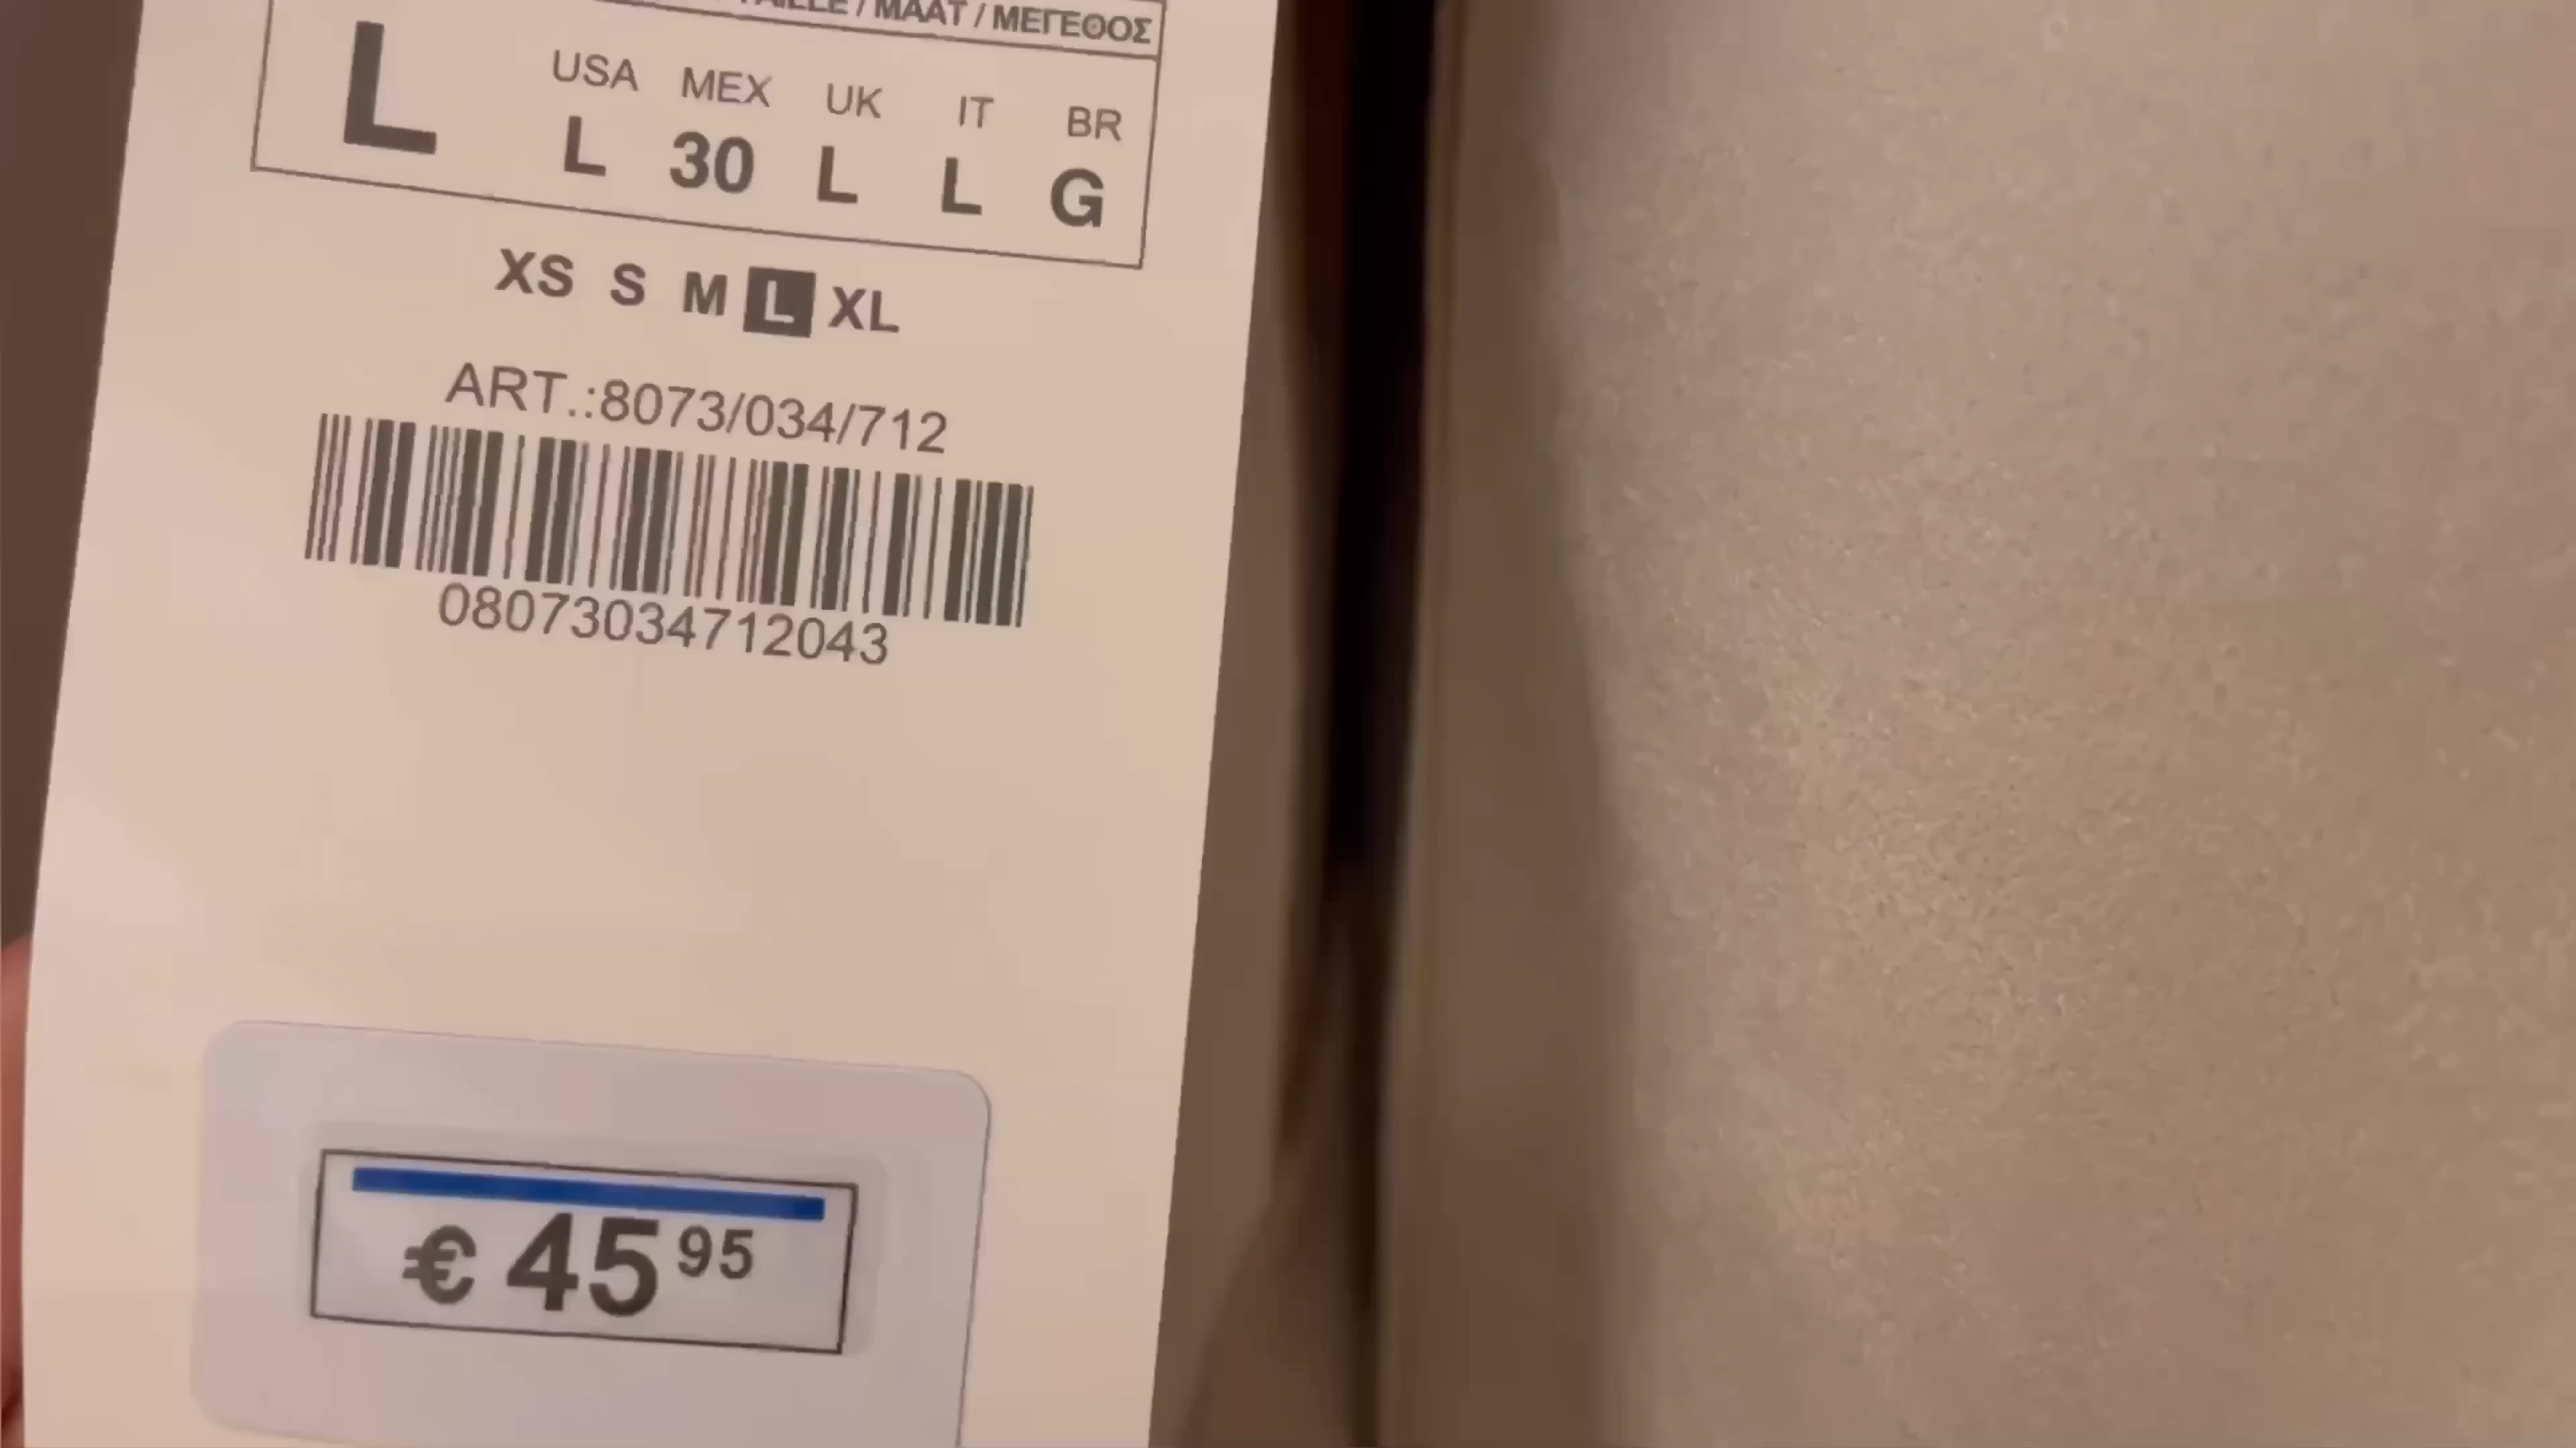 / MAAT / ΜΕΓΕΘΟΣ
L
USA MEX UK IT BR
L 30 L L G
XS S M L XL
ART.:8073/034/712
08073034712043
€ 45 95